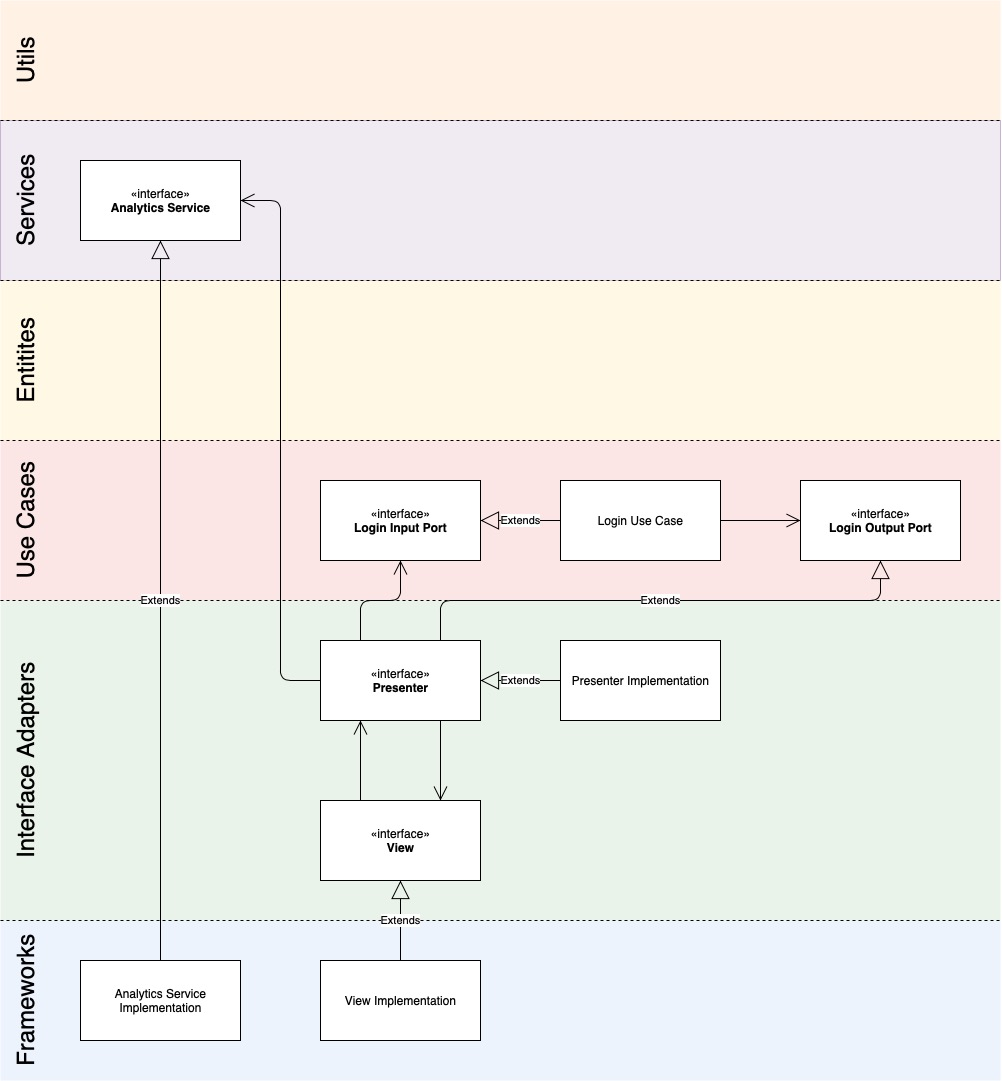 Utils
Services
«interface»
Analytics Service
Entitites
Use Cases
«interface»
Login Input Port
Extends
Login Use Case
«interface»
Login Output Port
Extends
Extends
Interface Adapters
«interface»
Presenter
Extends
Presenter Implementation
«interface»
View
Extends
Frameworks
Analytics Service
Implementation
View Implementation